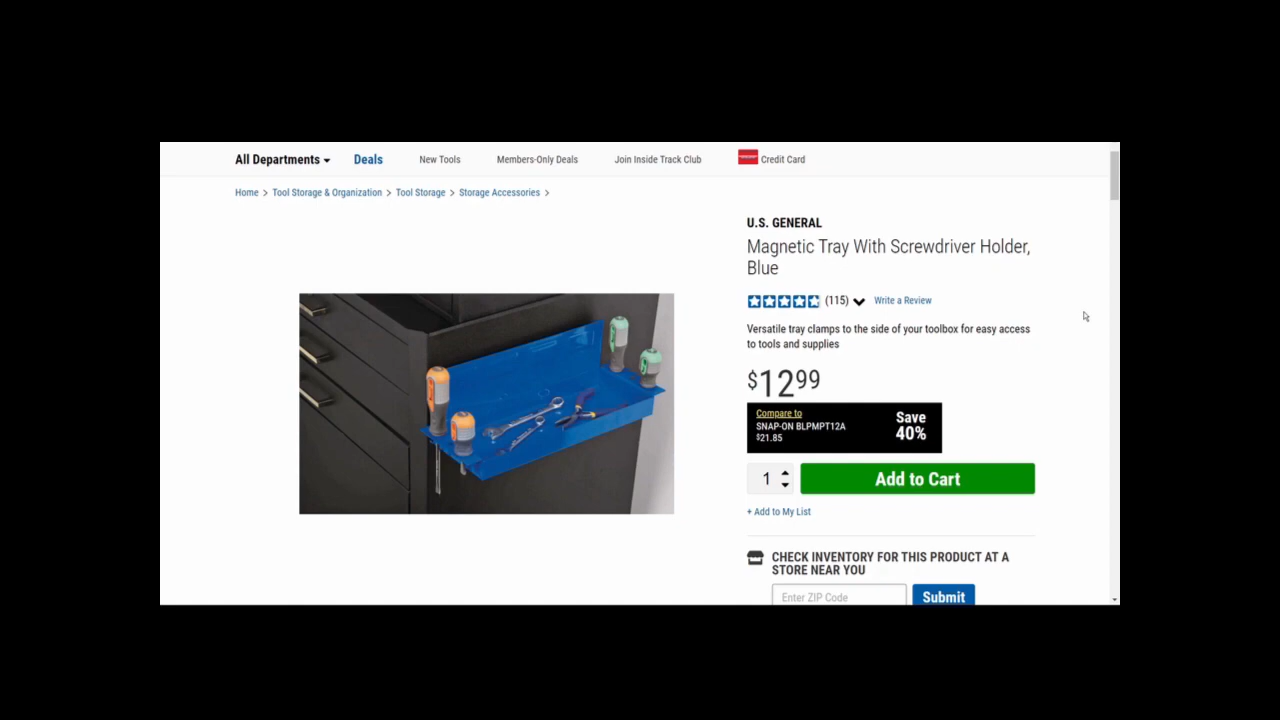 All Departments
Deals
New Tools
Members-Only Deals
Join Inside Track Club
Credit Card
Home > Tool Storage & Organization > Tool Storage > Storage Accessories >
U.S. GENERAL
Magnetic Tray With Screwdriver Holder,
Blue
(115)
Write a Review
Versatile tray clamps to the side of your toolbox for easy access
to tools and supplies
$12.99
Compare to
SNAP-ON BLPMPT12A
$21.85
Save
40%
1
Add to Cart
+ Add to My List
CHECK INVENTORY FOR THIS PRODUCT AT A
STORE NEAR YOU
Enter ZIP Code
Submit